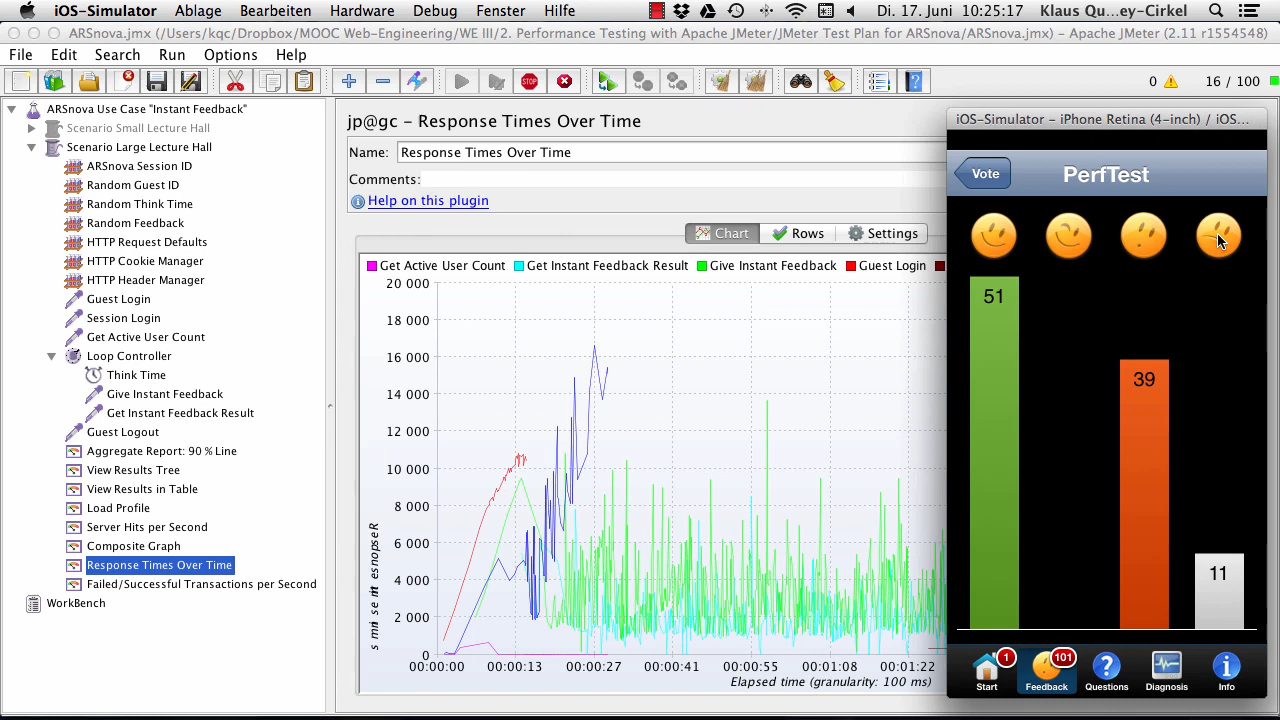 iOS-Simulator Ablage Bearbeiten Hardware Debug Fenster Hilfe Di. 17. Juni 10:25:17 Klaus Qu...ey-Cirkel
ARSnova.jmx (/Users/kqc/Dropbox/MOOC Web-Engineering/WE III/2. Performance Testing with Apache JMeter/JMeter Test Plan for ARSnova/ARSnova.jmx) - Apache JMeter (2.11 r1554548)
File Edit Search Run Options Help
STOP
0 16 / 100
ARSnova Use Case "Instant Feedback"
Scenario Small Lecture Hall
Scenario Large Lecture Hall
ARSnova Session ID
Random Guest ID
Random Think Time
Random Feedback
HTTP Request Defaults
HTTP Cookie Manager
HTTP Header Manager
Guest Login
Session Login
Get Active User Count
Loop Controller
Think Time
Give Instant Feedback
Get Instant Feedback Result
Guest Logout
Aggregate Report: 90 % Line
View Results Tree
View Results in Table
Load Profile
Server Hits per Second
Composite Graph
Response Times Over Time
Failed/Successful Transactions per Second
WorkBench
jp@gc - Response Times Over Time
Name: Response Times Over Time
Comments:
Help on this plugin
Chart Rows Settings
Get Active User Count Get Instant Feedback Result Give Instant Feedback Guest Login
20 000
18 000
16 000
14 000
12 000
10 000
8 000
6 000
4 000
2 000
0
00:00:00 00:00:13 00:00:27 00:00:41 00:00:55 00:01:08 00:01:22
Elapsed time (granularity: 100 ms)
iOS-Simulator - iPhone Retina (4-inch) / iOS...
Vote PerfTest
51
39
11
1 101
Start Feedback Questions Diagnosis Info